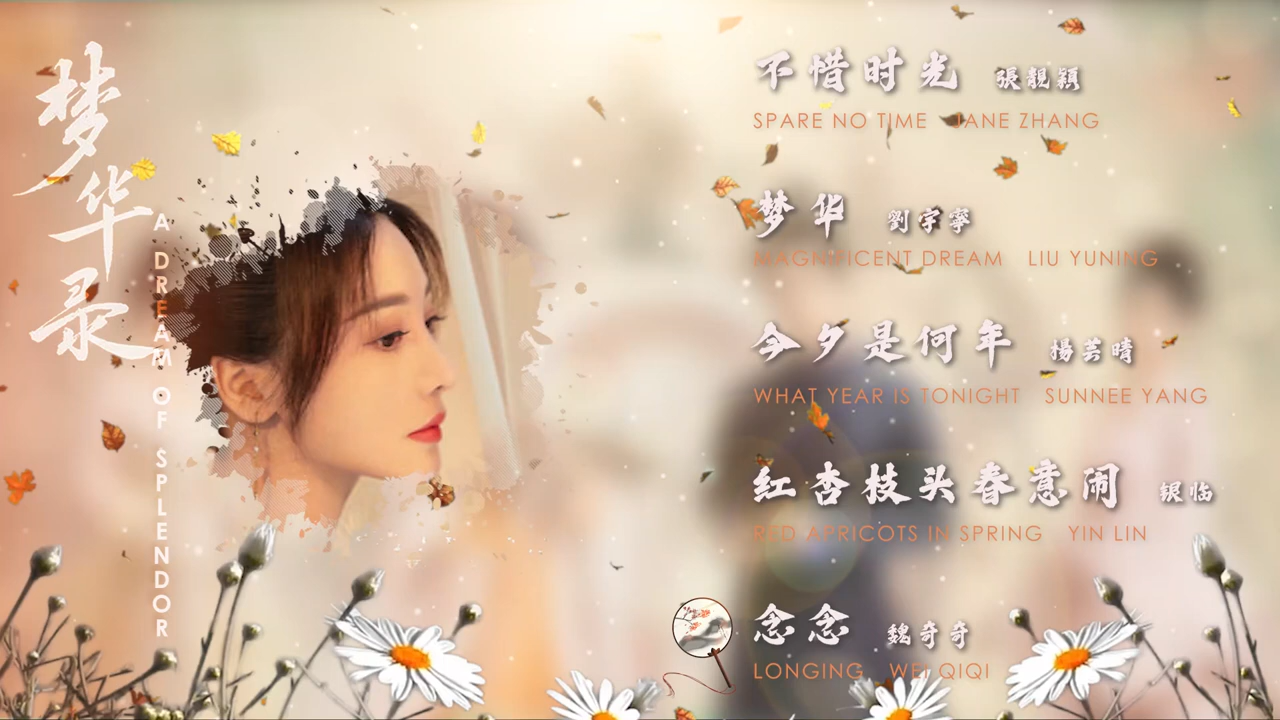 梦华录
A DREAM OF SPLENDOR
不惜时光 張靚穎
SPARE NO TIME JANE ZHANG
梦华 劉宇寧
MAGNIFICENT DREAM LIU YUNING
今夕是何年 楊芸晴
WHAT YEAR IS TONIGHT SUNNEE YANG
红杏枝头春意闹 银临
RED APRICOTS IN SPRING YIN LIN
念念 魏奇奇
LONGING WEI QIQI